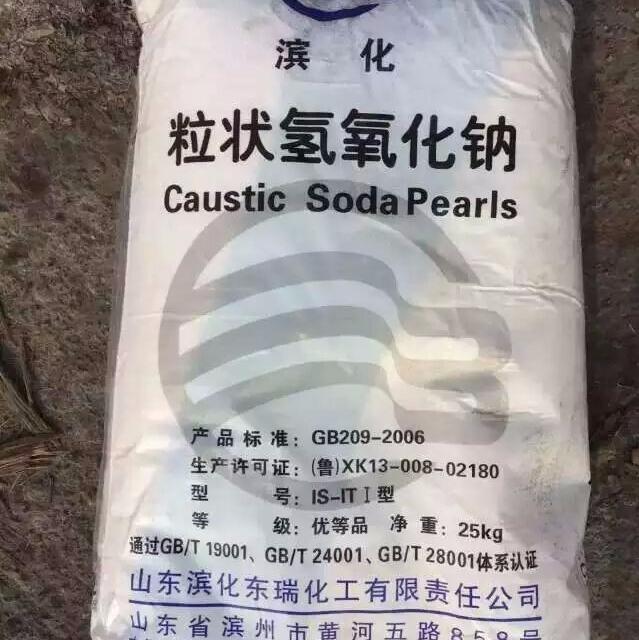 滨化
粒状氢氧化钠
Caustic Soda Pearls
产品标准: GB209-2006
生产许可证: (鲁)XK13-008-02180
型号: IS-IT I 型
等级: 优等品 净重: 25kg
通过GB/T 19001、GB/T 24001、GB/T 28001体系认证
山东滨化东瑞化工有限责任公司
山东省滨州市黄河五路858号